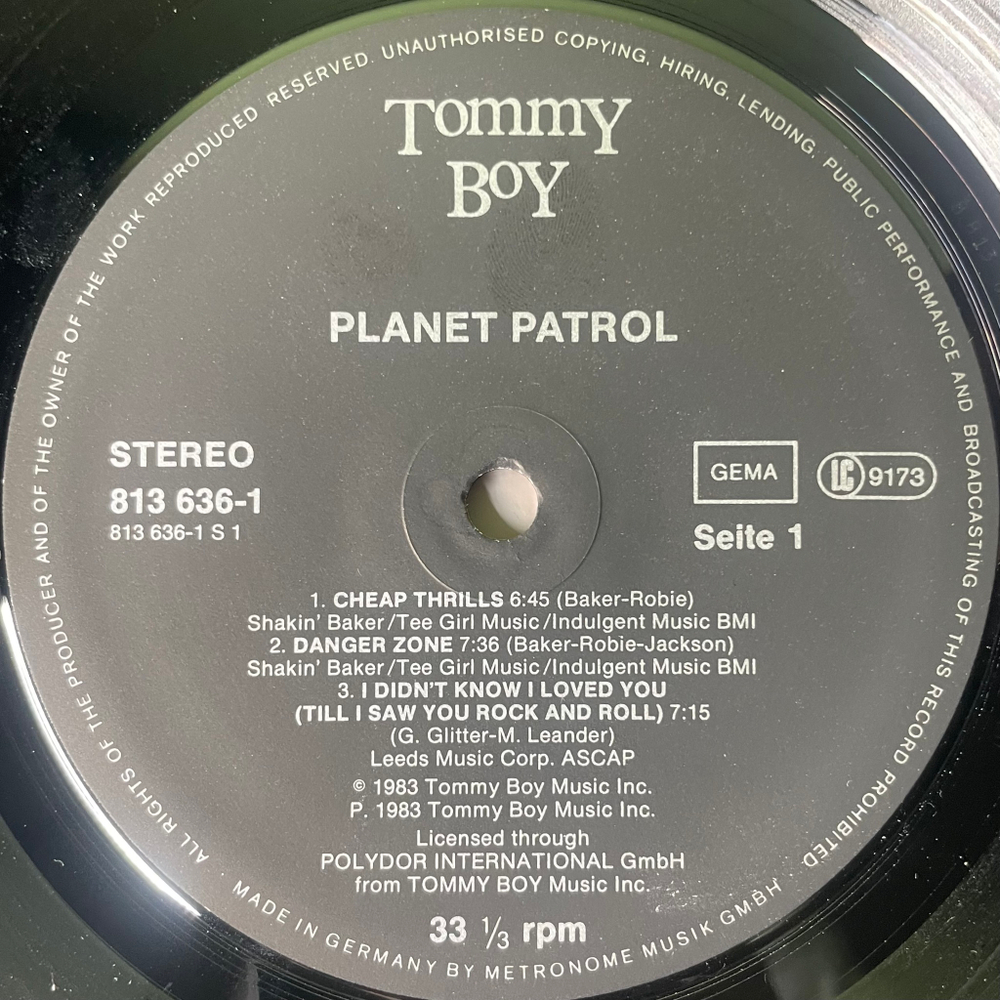 ALL RIGHTS OF THE PRODUCER AND OF THE OWNER OF THE WORK REPRODUCED RESERVED. UNAUTHORISED COPYING, HIRING, LENDING, PUBLIC PERFORMANCE AND BROADCASTING OF THIS RECORD PROHIBITED
TOMMY
BOY
PLANET PATROL
STEREO
813 636-1
813 636-1 S 1
GEMA
LC 9173
Seite 1
1. CHEAP THRILLS 6:45 (Baker-Robie)
Shakin' Baker/Tee Girl Music/Indulgent Music BMI
2. DANGER ZONE 7:36 (Baker-Robie-Jackson)
Shakin' Baker/Tee Girl Music/Indulgent Music BMI
3. I DIDN'T KNOW I LOVED YOU
(TILL I SAW YOU ROCK AND ROLL) 7:15
(G. Glitter-M. Leander)
Leeds Music Corp. ASCAP
© 1983 Tommy Boy Music Inc.
P. 1983 Tommy Boy Music Inc.
Licensed through
POLYDOR INTERNATIONAL GmbH
from TOMMY BOY Music Inc.
33 ⅓ rpm
MADE IN GERMANY BY METRONOME MUSIK GMBH